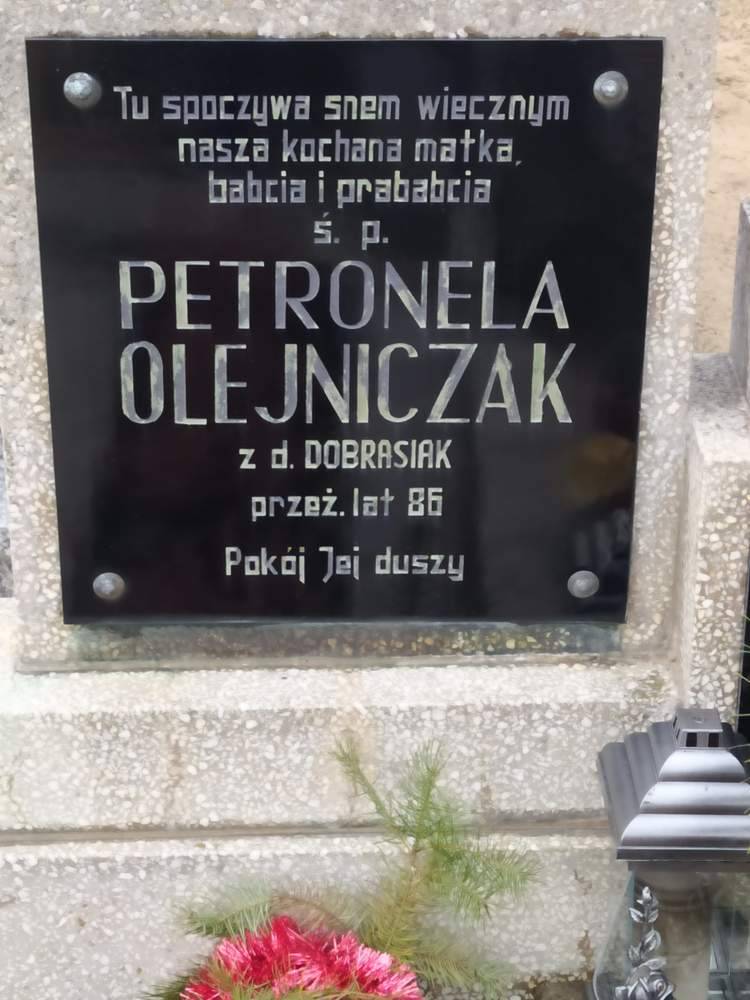 Tu spoczywa snem wiecznym
nasza kochana matka,
babcia i prababcia
ś. p.
PETRONELA
OLEJNICZAK
z d. DOBRASIAK
przeż. lat 86
Pokój Jej duszy